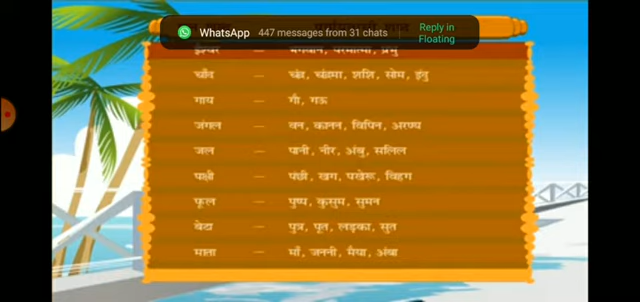 WhatsApp 447 messages from 31 chats Reply in Floating
ईश्वर – भगवान, परमात्मा, प्रभु
चाँद – चंद्र, चंद्रमा, शशि, सोम, इंदु
गाय – गौ, गऊ
जंगल – वन, कानन, विपिन, अरण्य
जल – पानी, नीर, अंबु, सलिल
पक्षी – पंछी, खग, पखेरू, विहग
फूल – पुष्प, कुसुम, सुमन
बेटा – पुत्र, पूत, लड़का, सुत
माता – माँ, जननी, मैया, अंबा